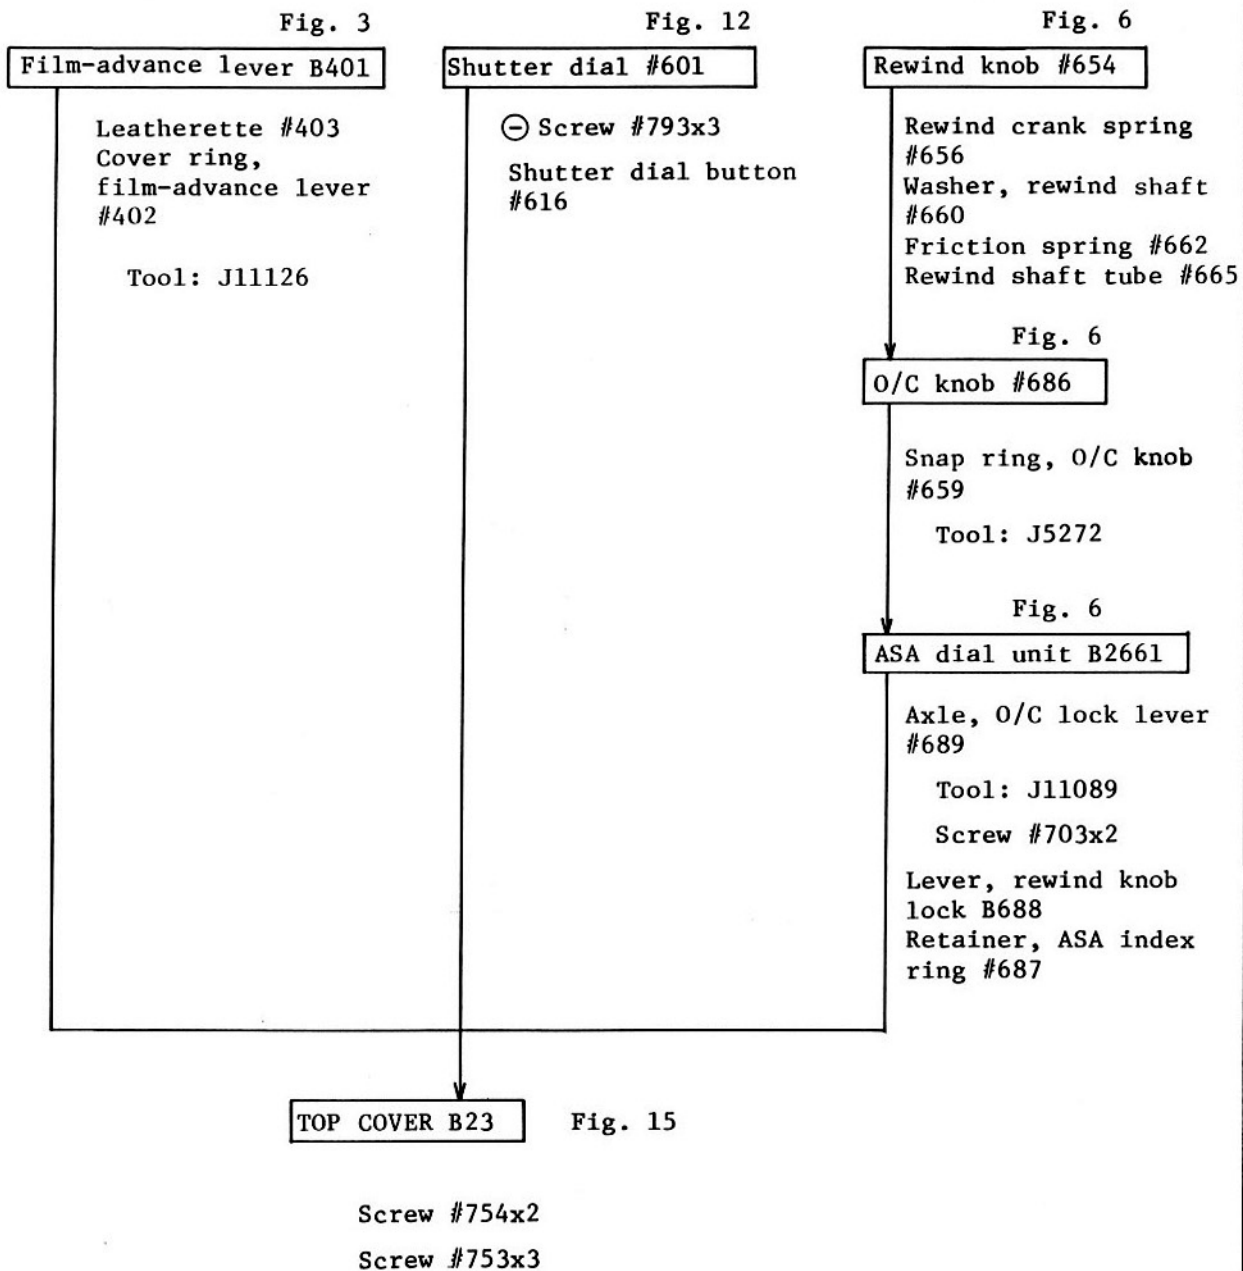 Fig. 3
Film-advance lever B401
Leatherette #403
Cover ring,
film-advance lever
#402
Tool: J11126
Fig. 12
Shutter dial #601
⊖ Screw #793x3
Shutter dial button
#616
Fig. 6
Rewind knob #654
Rewind crank spring
#656
Washer, rewind shaft
#660
Friction spring #662
Rewind shaft tube #665
Fig. 6
O/C knob #686
Snap ring, O/C knob
#659
Tool: J5272
Fig. 6
ASA dial unit B2661
Axle, O/C lock lever
#689
Tool: J11089
Screw #703x2
Lever, rewind knob
lock B688
Retainer, ASA index
ring #687
TOP COVER B23 Fig. 15
Screw #754x2
Screw #753x3